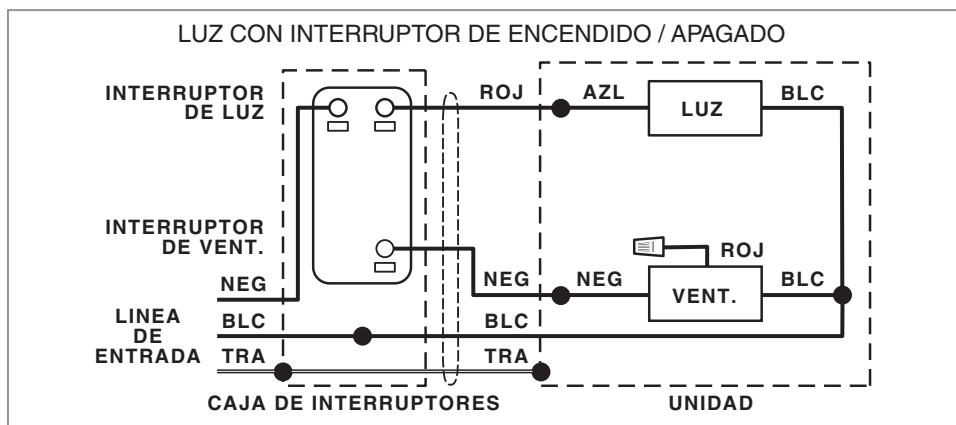 LUZ CON INTERRUPTOR DE ENCENDIDO / APAGADO
INTERRUPTOR
DE LUZ
ROJ
AZL
LUZ
BLC
INTERRUPTOR
DE VENT.
ROJ
NEG
NEG
NEG
VENT.
BLC
LINEA
DE
ENTRADA
BLC
BLC
TRA
TRA
CAJA DE INTERRUPTORES
UNIDAD